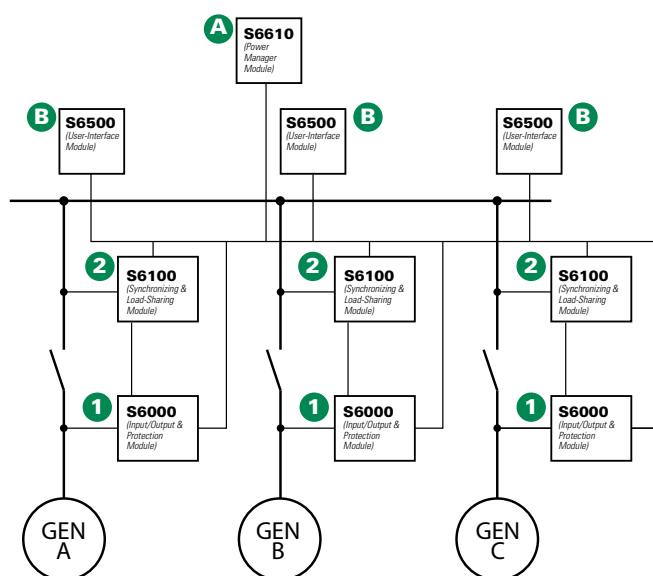 A
S6610
(Power
Manager
Module)
B
S6500
(User-Interface
Module)
S6500
(User-Interface
Module)
B
S6500
(User-Interface
Module)
B
2
S6100
(Synchronizing &
Load-Sharing
Module)
2
S6100
(Synchronizing &
Load-Sharing
Module)
2
S6100
(Synchronizing &
Load-Sharing
Module)
1
S6000
(Input/Output &
Protection
Module)
1
S6000
(Input/Output &
Protection
Module)
1
S6000
(Input/Output &
Protection
Module)
GEN
A
GEN
B
GEN
C